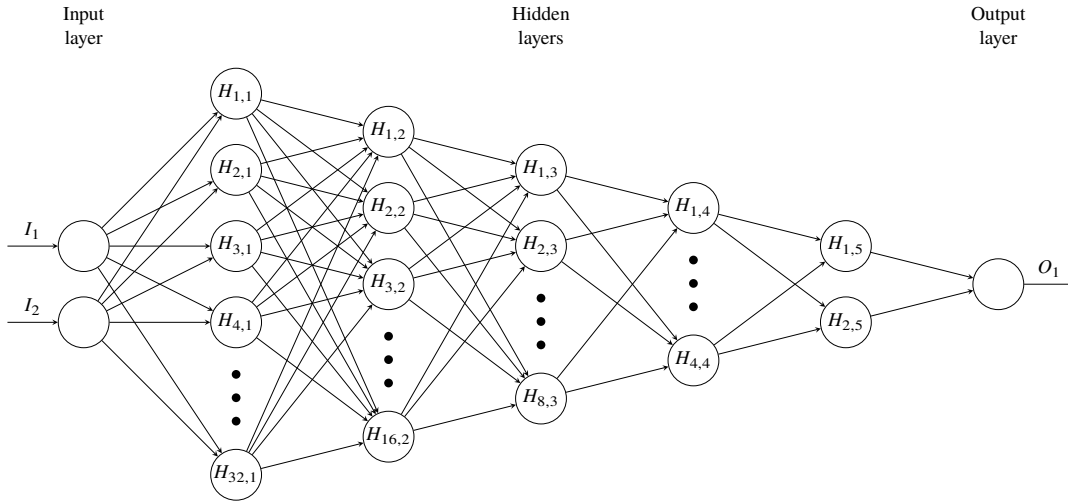 Input
layer
Hidden
layers
Output
layer
I₁
I₂
H₁,₁
H₂,₁
H₃,₁
H₄,₁
H₃₂,₁
H₁,₂
H₂,₂
H₃,₂
H₁₆,₂
H₁,₃
H₂,₃
H₈,₃
H₁,₄
H₄,₄
H₁,₅
H₂,₅
O₁